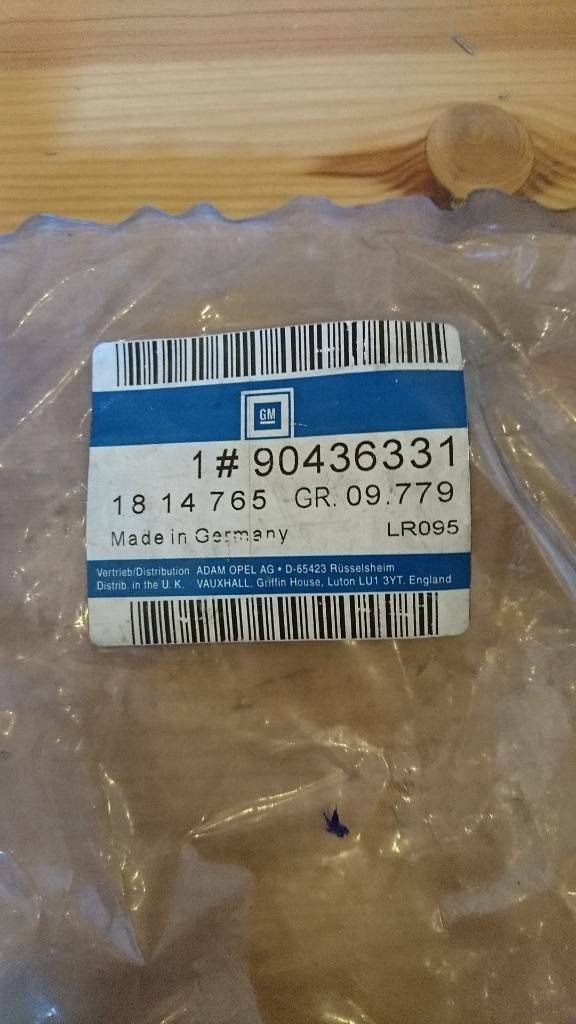 GM
1 # 90436331
18 14 765 GR. 09.779
Made in Germany LR095
Vertrieb/Distribution ADAM OPEL AG • D-65423 Rüsselsheim
Distrib. in the U. K. VAUXHALL. Griffin House, Luton LU1 3YT. England